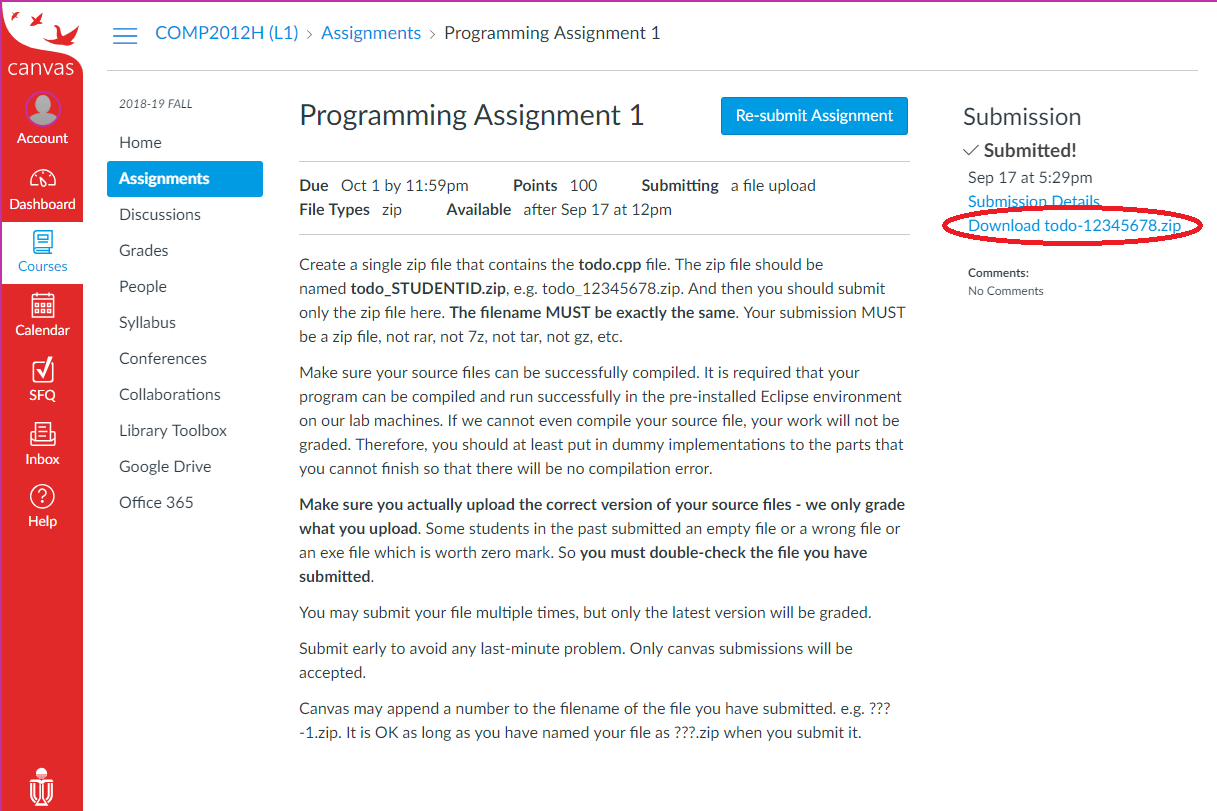 canvas
Account
Dashboard
Courses
Calendar
SFQ
Inbox
Help
COMP2012H (L1) › Assignments › Programming Assignment 1
2018-19 FALL
Home
Assignments
Discussions
Grades
People
Syllabus
Conferences
Collaborations
Library Toolbox
Google Drive
Office 365
Programming Assignment 1
Re-submit Assignment
Due Oct 1 by 11:59pm Points 100 Submitting a file upload
File Types zip Available after Sep 17 at 12pm
Create a single zip file that contains the todo.cpp file. The zip file should be
named todo_STUDENTID.zip, e.g. todo_12345678.zip. And then you should submit
only the zip file here. The filename MUST be exactly the same. Your submission MUST
be a zip file, not rar, not 7z, not tar, not gz, etc.
Make sure your source files can be successfully compiled. It is required that your
program can be compiled and run successfully in the pre-installed Eclipse environment
on our lab machines. If we cannot even compile your source file, your work will not be
graded. Therefore, you should at least put in dummy implementations to the parts that
you cannot finish so that there will be no compilation error.
Make sure you actually upload the correct version of your source files - we only grade
what you upload. Some students in the past submitted an empty file or a wrong file or
an exe file which is worth zero mark. So you must double-check the file you have
submitted.
You may submit your file multiple times, but only the latest version will be graded.
Submit early to avoid any last-minute problem. Only canvas submissions will be
accepted.
Canvas may append a number to the filename of the file you have submitted. e.g. ???
-1.zip. It is OK as long as you have named your file as ???.zip when you submit it.
Submission
Submitted!
Sep 17 at 5:29pm
Submission Details
Download todo-12345678.zip
Comments:
No Comments